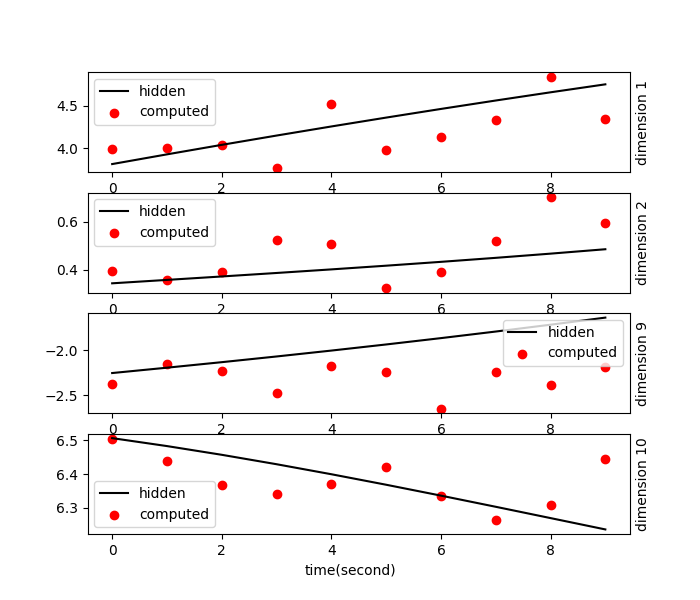 hidden
computed
4.5
4.0
0 2 4 6 8
dimension 1
hidden
computed
0.6
0.4
0 2 4 6 8
dimension 2
hidden
computed
−2.0
−2.5
0 2 4 6 8
dimension 9
6.5
6.4
6.3
hidden
computed
0 2 4 6 8
dimension 10
time(second)